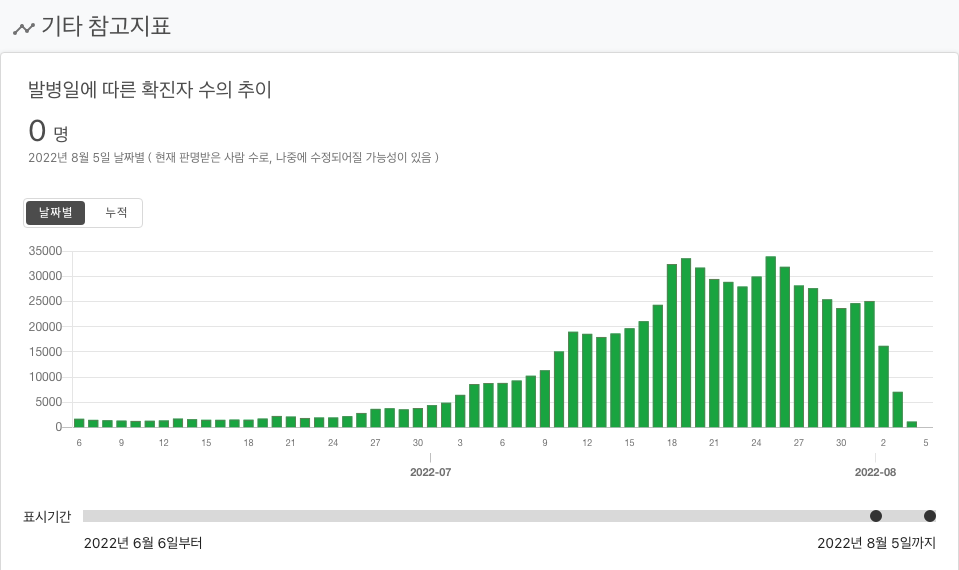 기타 참고지표
발병일에 따른 확진자 수의 추이
0 명
2022년 8월 5일 날짜별 ( 현재 판명받은 사람 수로, 나중에 수정되어질 가능성이 있음 )
날짜별 누적
35000
30000
25000
20000
15000
10000
5000
0
6 9 12 15 18 21 24 27 30 3 6 9 12 15 18 21 24 27 30 2 5
2022-07 2022-08
표시기간
2022년 6월 6일부터 2022년 8월 5일까지